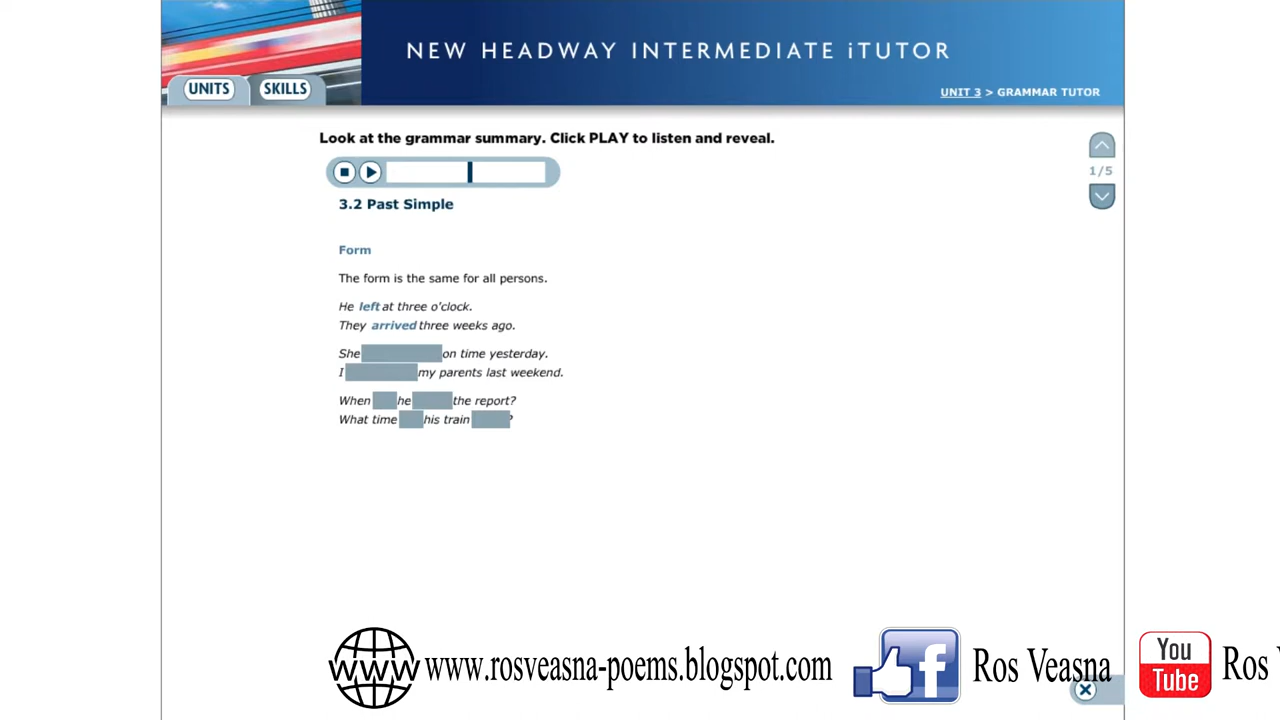 NEW HEADWAY INTERMEDIATE iTUTOR
UNITS
SKILLS
UNIT 3 > GRAMMAR TUTOR
Look at the grammar summary. Click PLAY to listen and reveal.
1/5
3.2 Past Simple
Form
The form is the same for all persons.
He left at three o'clock.
They arrived three weeks ago.
She on time yesterday.
I my parents last weekend.
When he the report?
What time his train ?
www
www.rosveasna-poems.blogspot.com
f
Ros Veasna
You
Tube
Ros